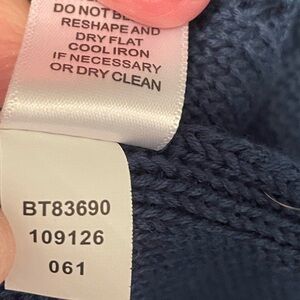 DO NOT
RESHAPE AND
DRY FLAT
COOL IRON
IF NECESSARY
OR DRY CLEAN
BT83690
109126
061